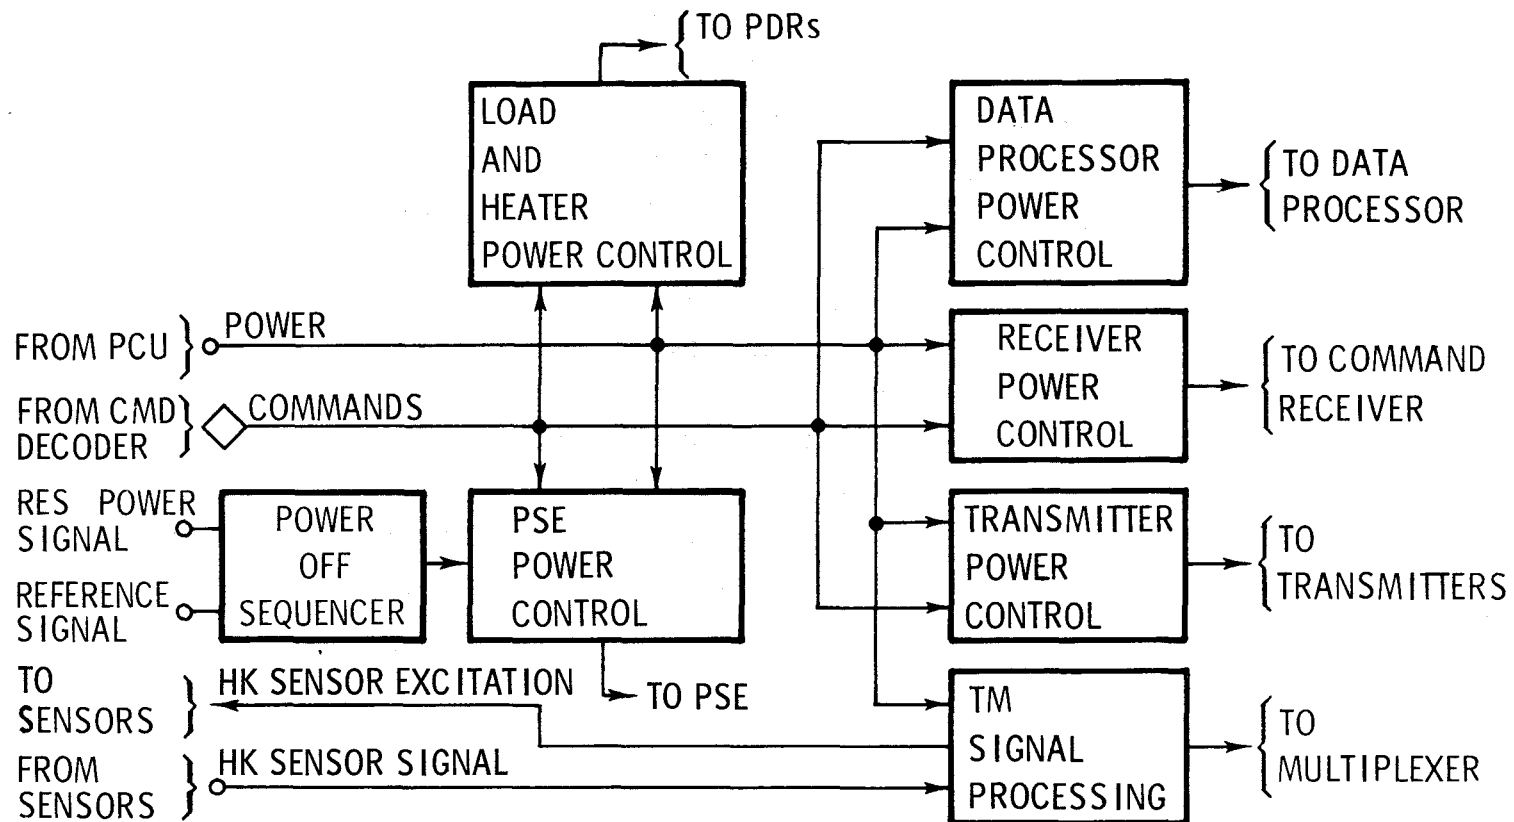 TO PDRs
LOAD
AND
HEATER
POWER CONTROL
DATA
PROCESSOR
POWER
CONTROL
TO DATA
PROCESSOR
FROM PCU
POWER
RECEIVER
POWER
CONTROL
TO COMMAND
RECEIVER
FROM CMD
DECODER
COMMANDS
RES POWER
SIGNAL
REFERENCE
SIGNAL
POWER
OFF
SEQUENCER
PSE
POWER
CONTROL
TRANSMITTER
POWER
CONTROL
TO
TRANSMITTERS
TO PSE
TO
SENSORS
HK SENSOR EXCITATION
FROM
SENSORS
HK SENSOR SIGNAL
TM
SIGNAL
PROCESSING
TO
MULTIPLEXER